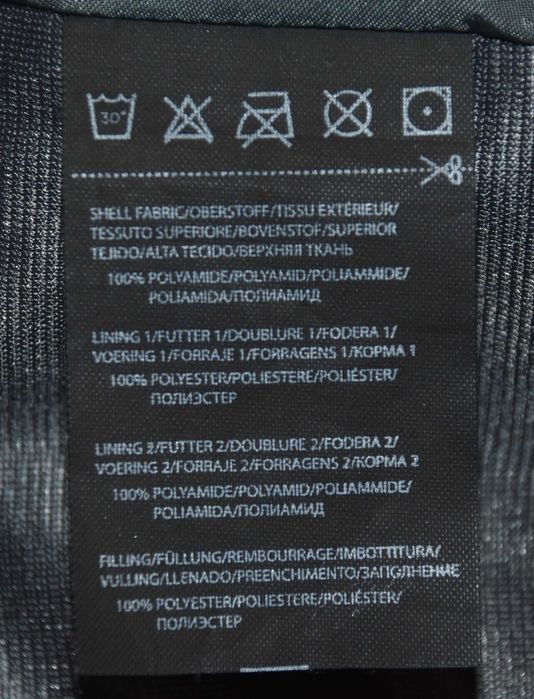 30°
SHELL FABRIC/OBERSTOFF/TISSU EXTÉRIEUR/
TESSUTO SUPERIORE/BOVENSTOF/SUPERIOR
TEJIDO/ALTA TECIDO/ВЕРХНЯЯ ТКАНЬ
100% POLYAMIDE/POLYAMID/POLIAMMIDE/
POLIAMIDA/ПОЛИАМИД
LINING 1/FUTTER 1/DOUBLURE 1/FODERA 1/
VOERING 1/FORRAJE 1/FORRAGENS 1/КОРМА 1
100% POLYESTER/POLIESTERE/POLIÉSTER/
ПОЛИЭСТЕР
LINING 2/FUTTER 2/DOUBLURE 2/FODERA 2/
VOERING 2/FORRAJE 2/FORRAGENS 2/КОРМА 2
100% POLYAMIDE/POLYAMID/POLIAMMIDE/
POLIAMIDA/ПОЛИАМИД
FILLING/FÜLLUNG/REMBOURRAGE/IMBOTTITURA/
VULLING/LLENADO/PREENCHIMENTO/ЗАПОЛНЕНИЕ
100% POLYESTER/POLIESTERE/POLIÉSTER/
ПОЛИЭСТЕР